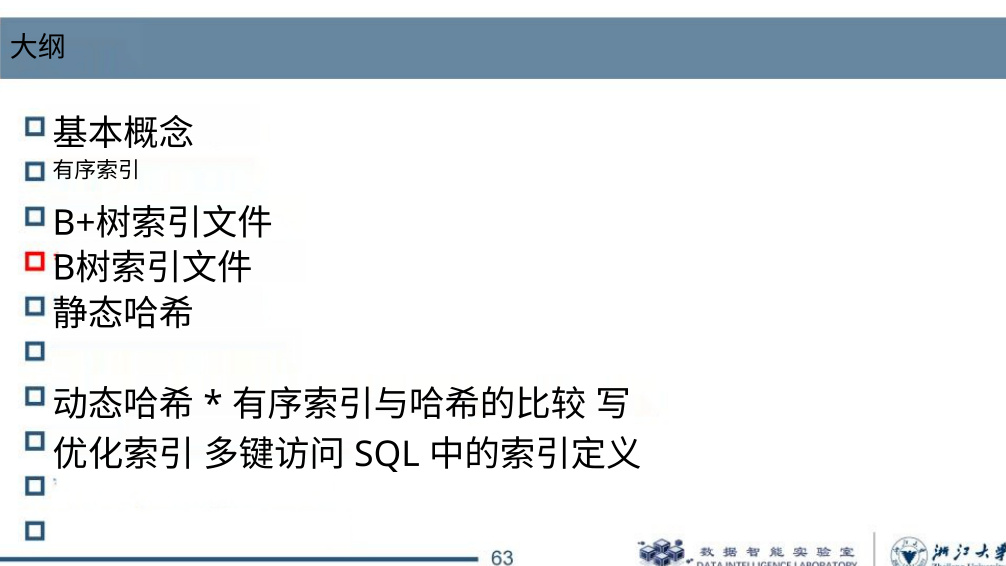 大纲
基本概念
有序索引
B+树索引文件
B树索引文件
静态哈希
动态哈希 * 有序索引与哈希的比较 写
优化索引 多键访问 SQL 中的索引定义
63
数据智能实验室
DATA INTELLIGENCE LABORATORY
浙江大学